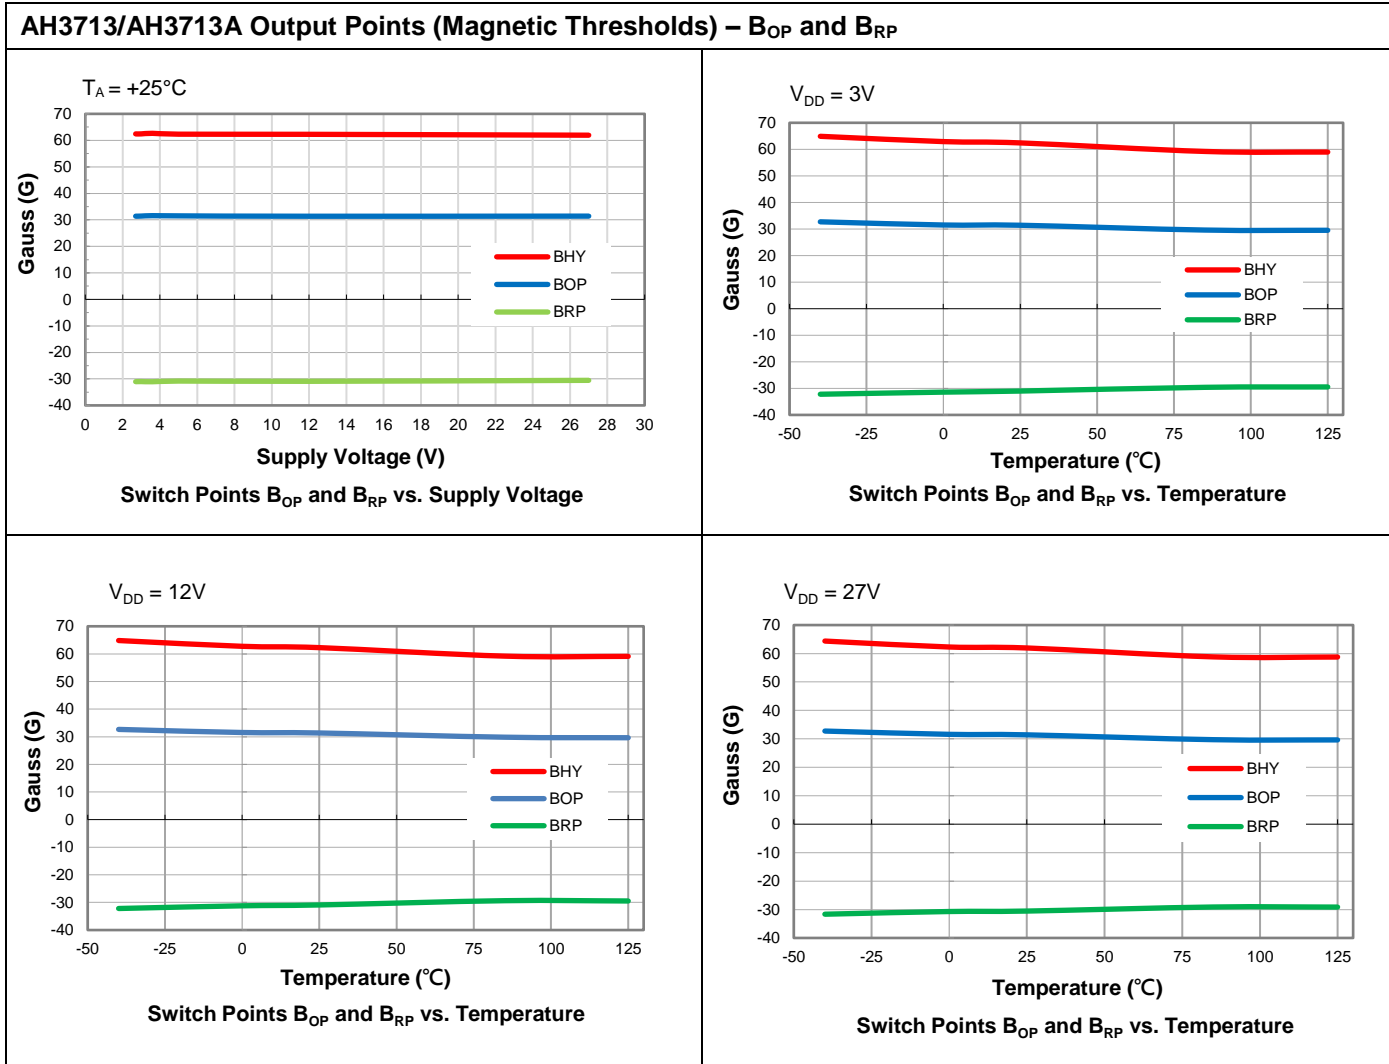 AH3713/AH3713A Output Points (Magnetic Thresholds) – BOP and BRP
TA = +25°C
Gauss (G)
70
60
50
40
30
20
10
0
-10
-20
-30
-40
BHY
BOP
BRP
0 2 4 6 8 10 12 14 16 18 20 22 24 26 28 30
Supply Voltage (V)
Switch Points BOP and BRP vs. Supply Voltage
VDD = 3V
Gauss (G)
70
60
50
40
30
20
10
0
-10
-20
-30
-40
BHY
BOP
BRP
-50 -25 0 25 50 75 100 125
Temperature (℃)
Switch Points BOP and BRP vs. Temperature
VDD = 12V
Gauss (G)
70
60
50
40
30
20
10
0
-10
-20
-30
-40
BHY
BOP
BRP
-50 -25 0 25 50 75 100 125
Temperature (℃)
Switch Points BOP and BRP vs. Temperature
VDD = 27V
Gauss (G)
70
60
50
40
30
20
10
0
-10
-20
-30
-40
BHY
BOP
BRP
-50 -25 0 25 50 75 100 125
Temperature (℃)
Switch Points BOP and BRP vs. Temperature